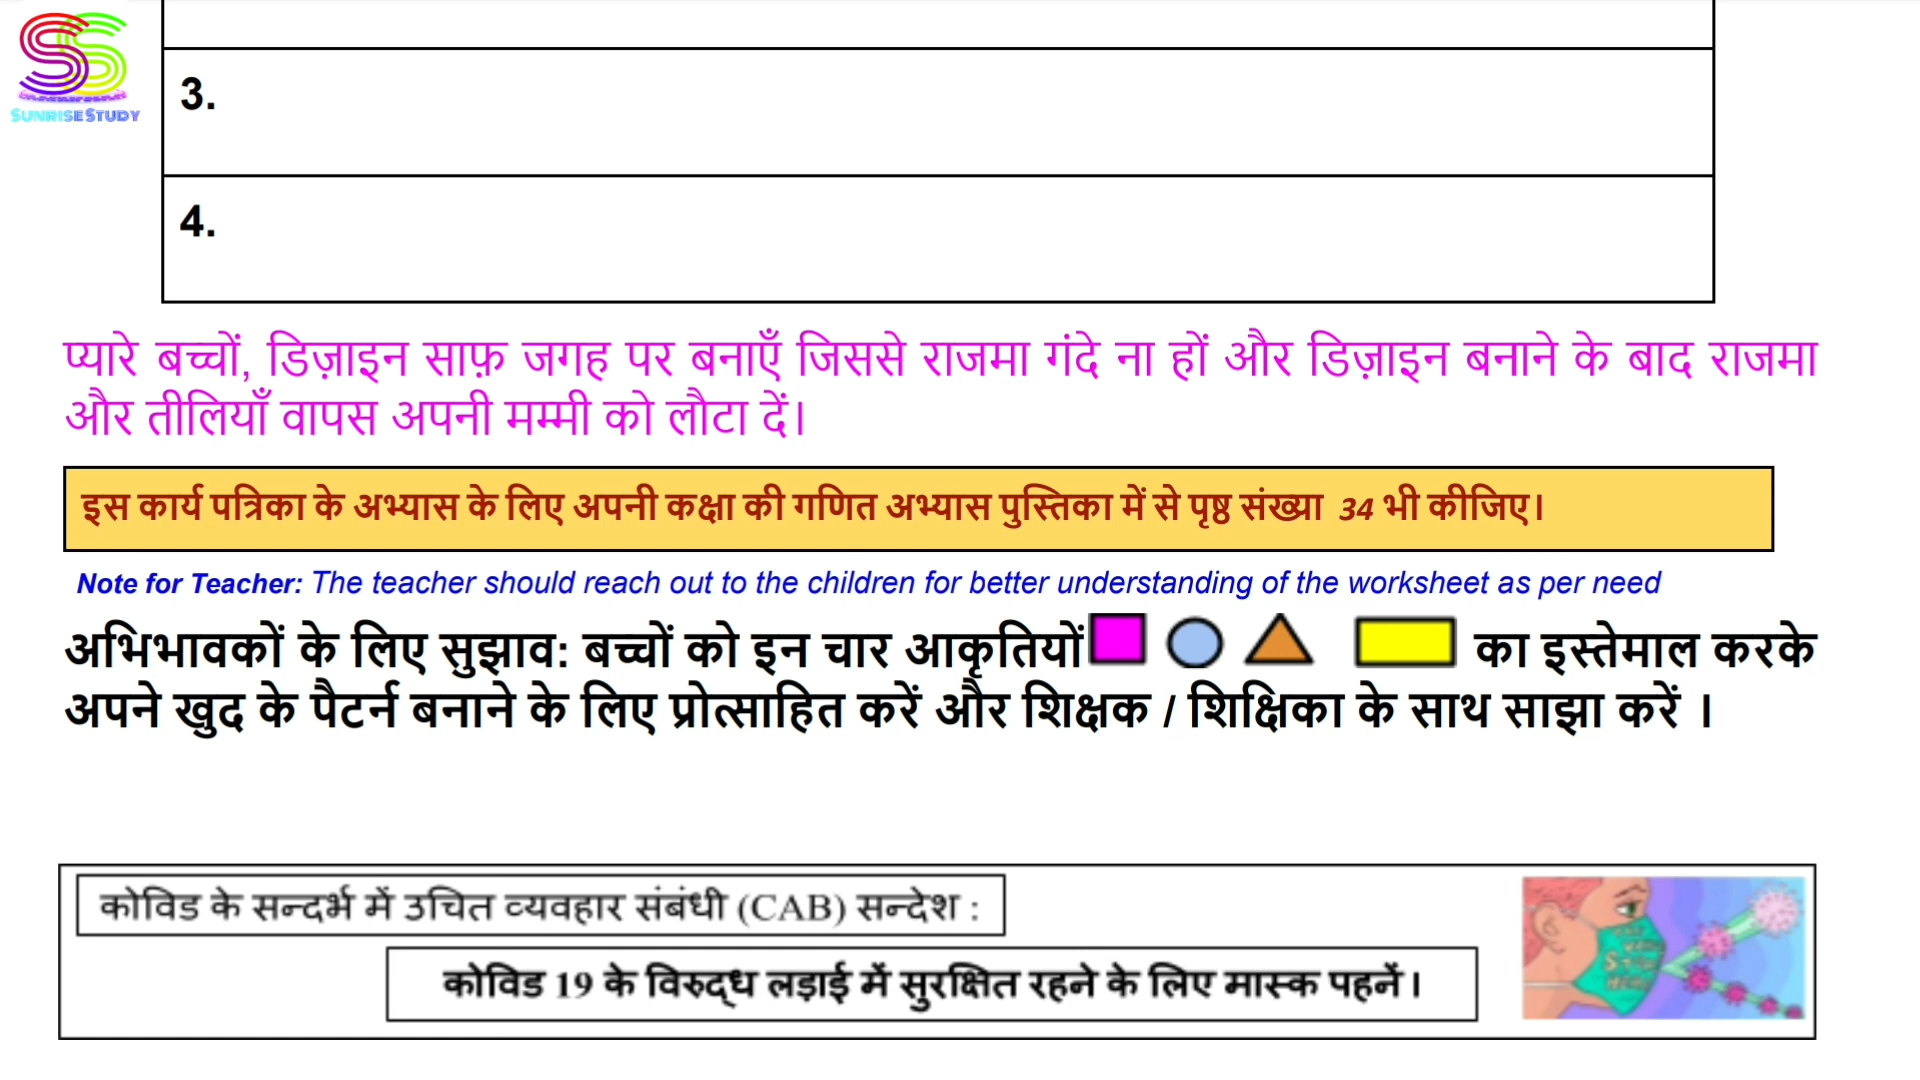 SUNRISE STUDY
3.
4.
प्यारे बच्चों, डिज़ाइन साफ़ जगह पर बनाएँ जिससे राजमा गंदे ना हों और डिज़ाइन बनाने के बाद राजमा
और तीलियाँ वापस अपनी मम्मी को लौटा दें।
इस कार्य पत्रिका के अभ्यास के लिए अपनी कक्षा की गणित अभ्यास पुस्तिका में से पृष्ठ संख्या 34 भी कीजिए।
Note for Teacher: The teacher should reach out to the children for better understanding of the worksheet as per need
अभिभावकों के लिए सुझाव: बच्चों को इन चार आकृतियों का इस्तेमाल करके
अपने खुद के पैटर्न बनाने के लिए प्रोत्साहित करें और शिक्षक / शिक्षिका के साथ साझा करें ।
कोविड के सन्दर्भ में उचित व्यवहार संबंधी (CAB) सन्देश :
कोविड 19 के विरुद्ध लड़ाई में सुरक्षित रहने के लिए मास्क पहनें।